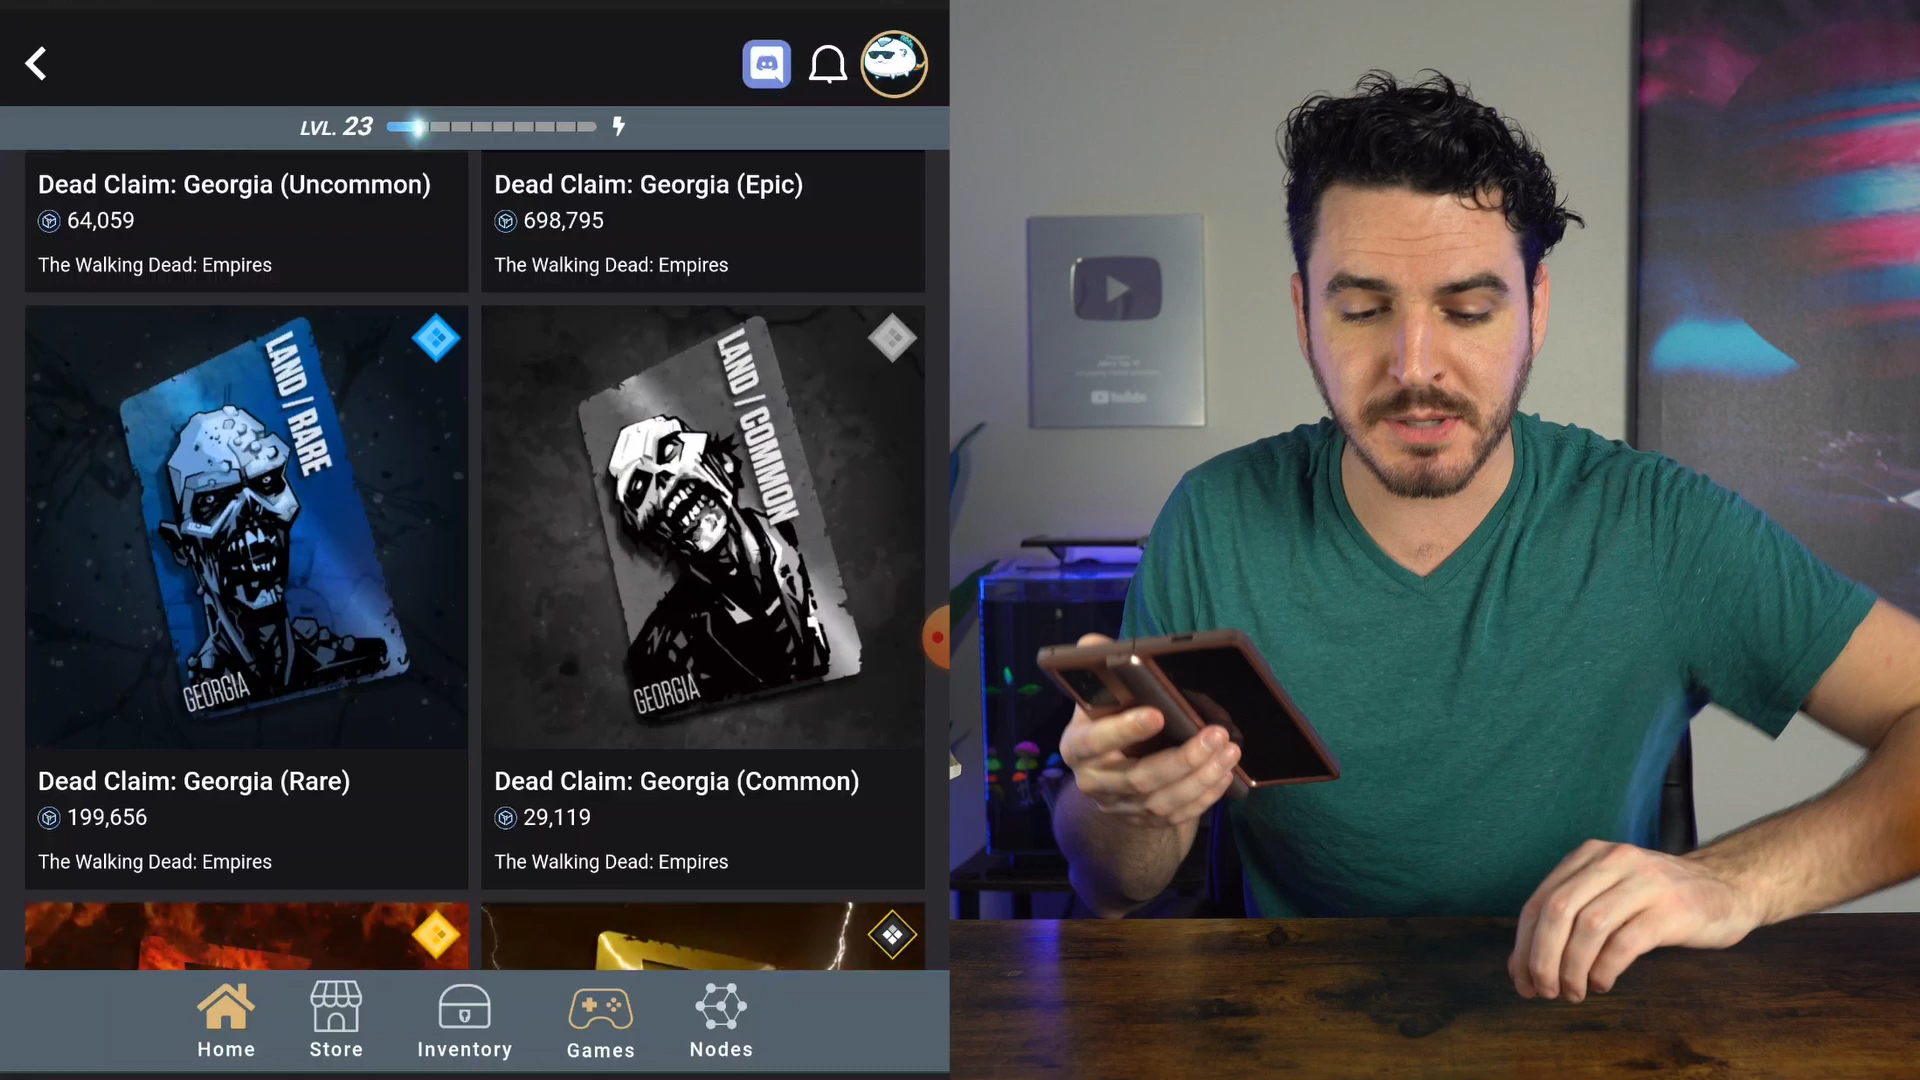 LVL. 23
Dead Claim: Georgia (Uncommon)
64,059
The Walking Dead: Empires
Dead Claim: Georgia (Epic)
698,795
The Walking Dead: Empires
LAND / RARE
GEORGIA
Dead Claim: Georgia (Rare)
199,656
The Walking Dead: Empires
LAND / COMMON
GEORGIA
Dead Claim: Georgia (Common)
29,119
The Walking Dead: Empires
Home
Store
Inventory
Games
Nodes
YouTube